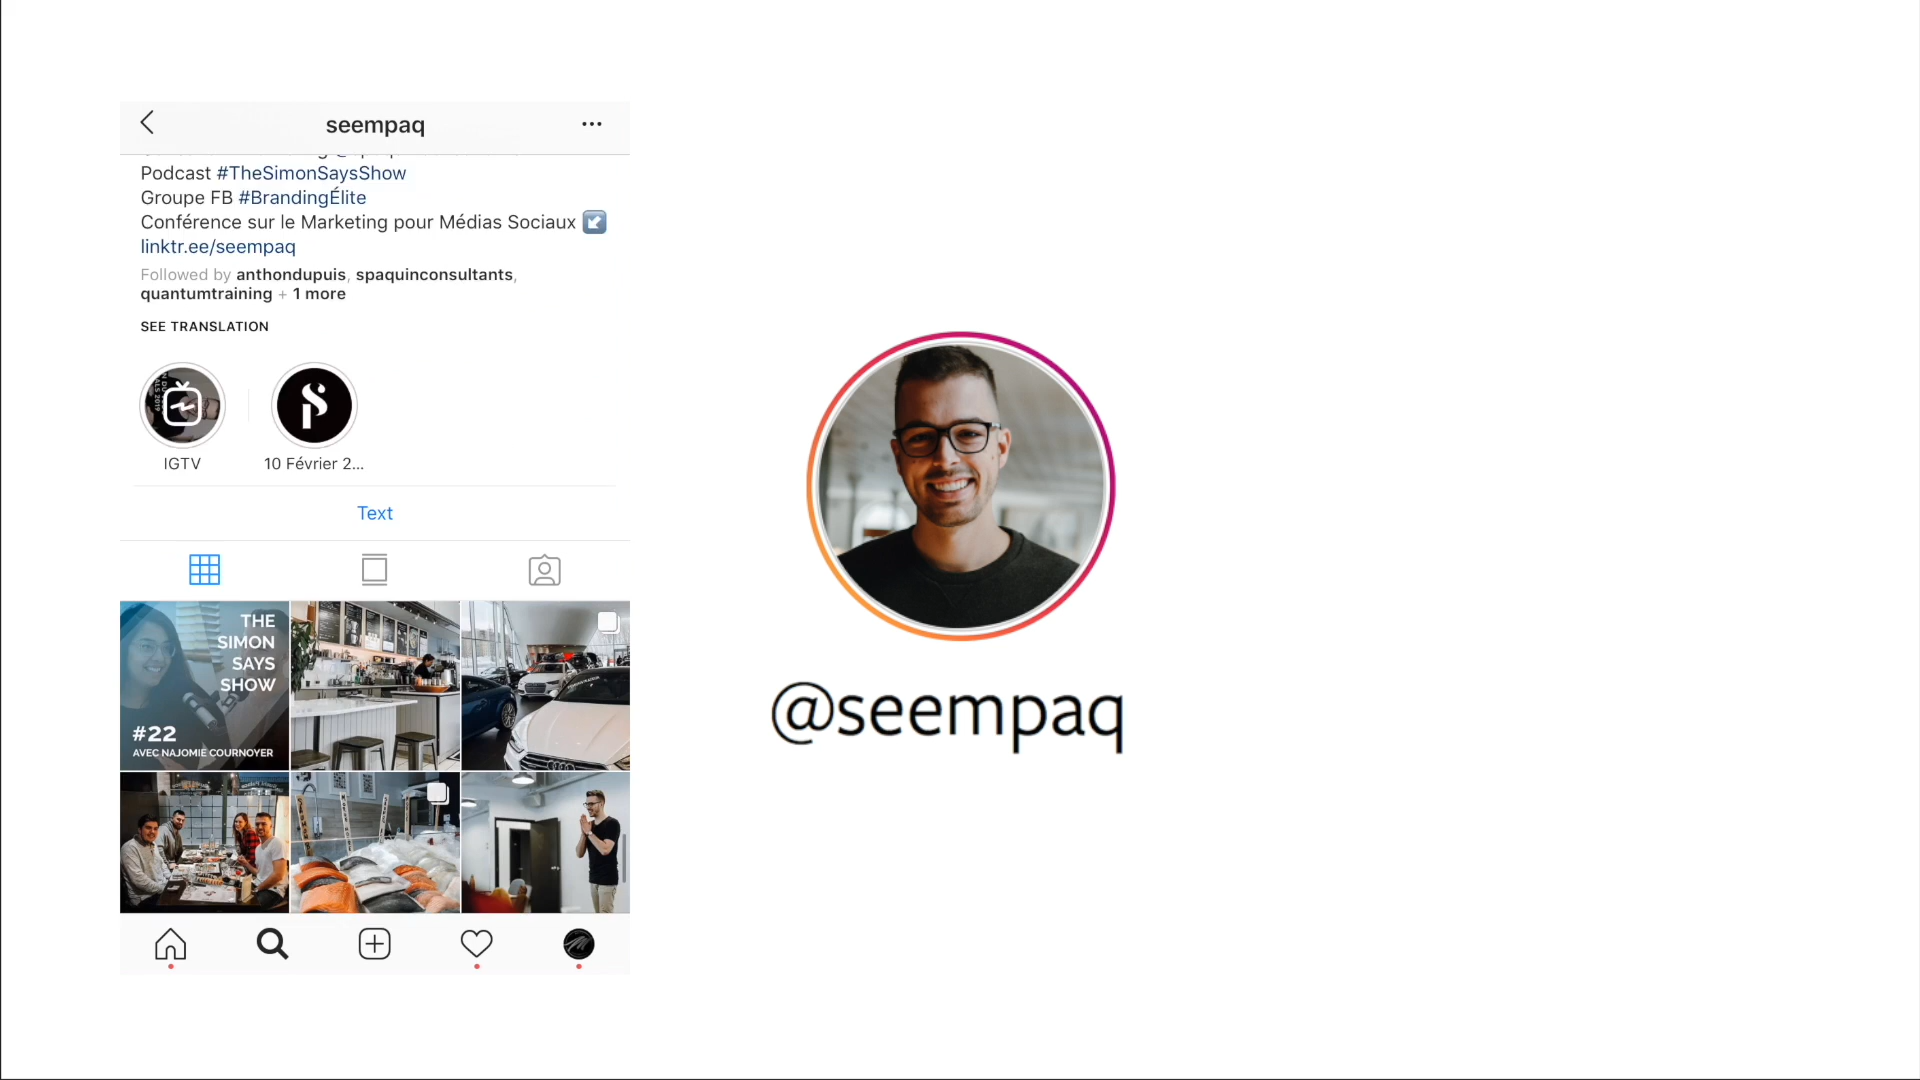 seempaq
Podcast #TheSimonSaysShow
Groupe FB #BrandingÉlite
Conférence sur le Marketing pour Médias Sociaux
linktr.ee/seempaq
Followed by anthondupuis, spaquinconsultants,
quantumtraining + 1 more
SEE TRANSLATION
IGTV
10 Février 2...
Text
THE
SIMON
SAYS
SHOW
#22
AVEC NAJOMIE COURNOYER
@seempaq